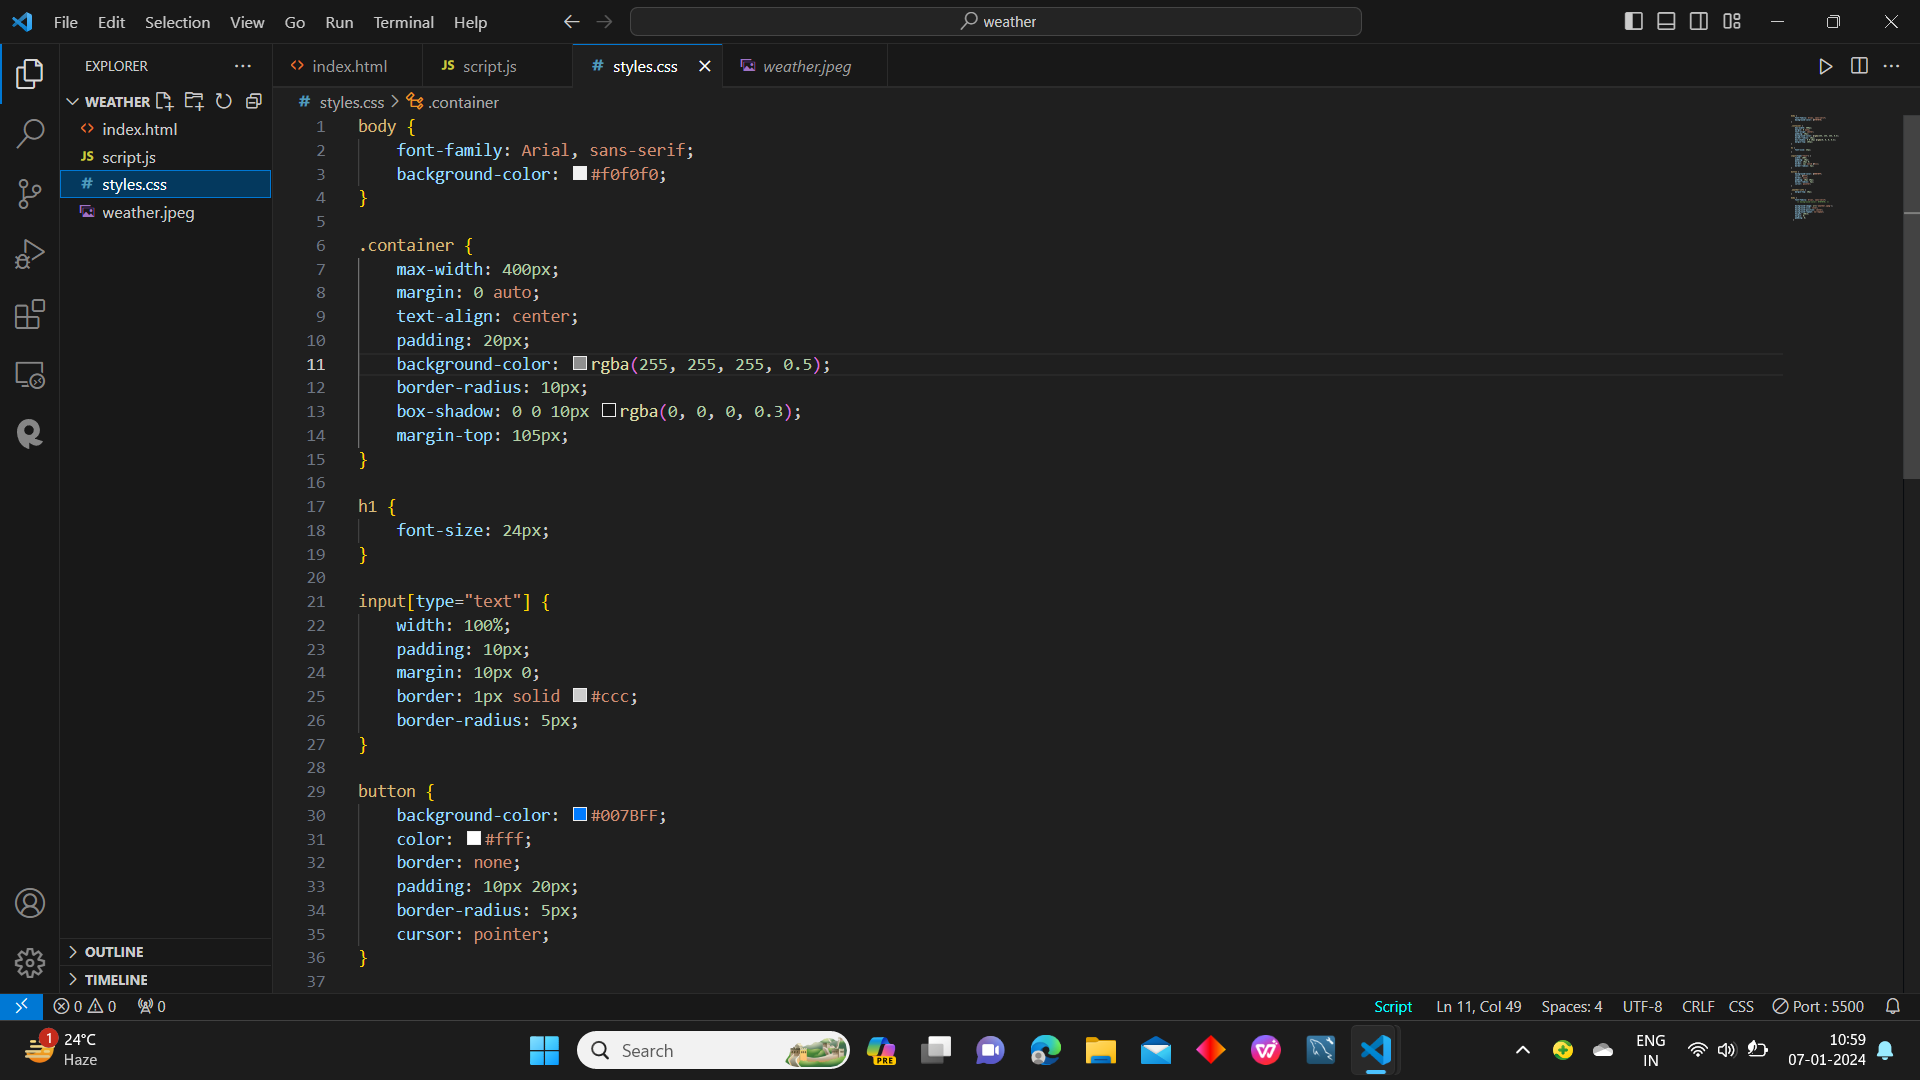 File Edit Selection View Go Run Terminal Help
weather
EXPLORER
index.html
JS script.js
# styles.css
weather.jpeg
WEATHER
index.html
JS script.js
# styles.css
weather.jpeg
# styles.css > .container
1 body {
2 font-family: Arial, sans-serif;
3 background-color: #f0f0f0;
4 }
5
6 .container {
7 max-width: 400px;
8 margin: 0 auto;
9 text-align: center;
10 padding: 20px;
11 background-color: rgba(255, 255, 255, 0.5);
12 border-radius: 10px;
13 box-shadow: 0 0 10px rgba(0, 0, 0, 0.3);
14 margin-top: 105px;
15 }
16
17 h1 {
18 font-size: 24px;
19 }
20
21 input[type="text"] {
22 width: 100%;
23 padding: 10px;
24 margin: 10px 0;
25 border: 1px solid #ccc;
26 border-radius: 5px;
27 }
28
29 button {
30 background-color: #007BFF;
31 color: #fff;
32 border: none;
33 padding: 10px 20px;
34 border-radius: 5px;
35 cursor: pointer;
36 }
37
OUTLINE
TIMELINE
0 0 0
Script Ln 11, Col 49 Spaces: 4 UTF-8 CRLF CSS Port : 5500
1
24°C
Haze
Search
PRE
ENG
IN
10:59
07-01-2024